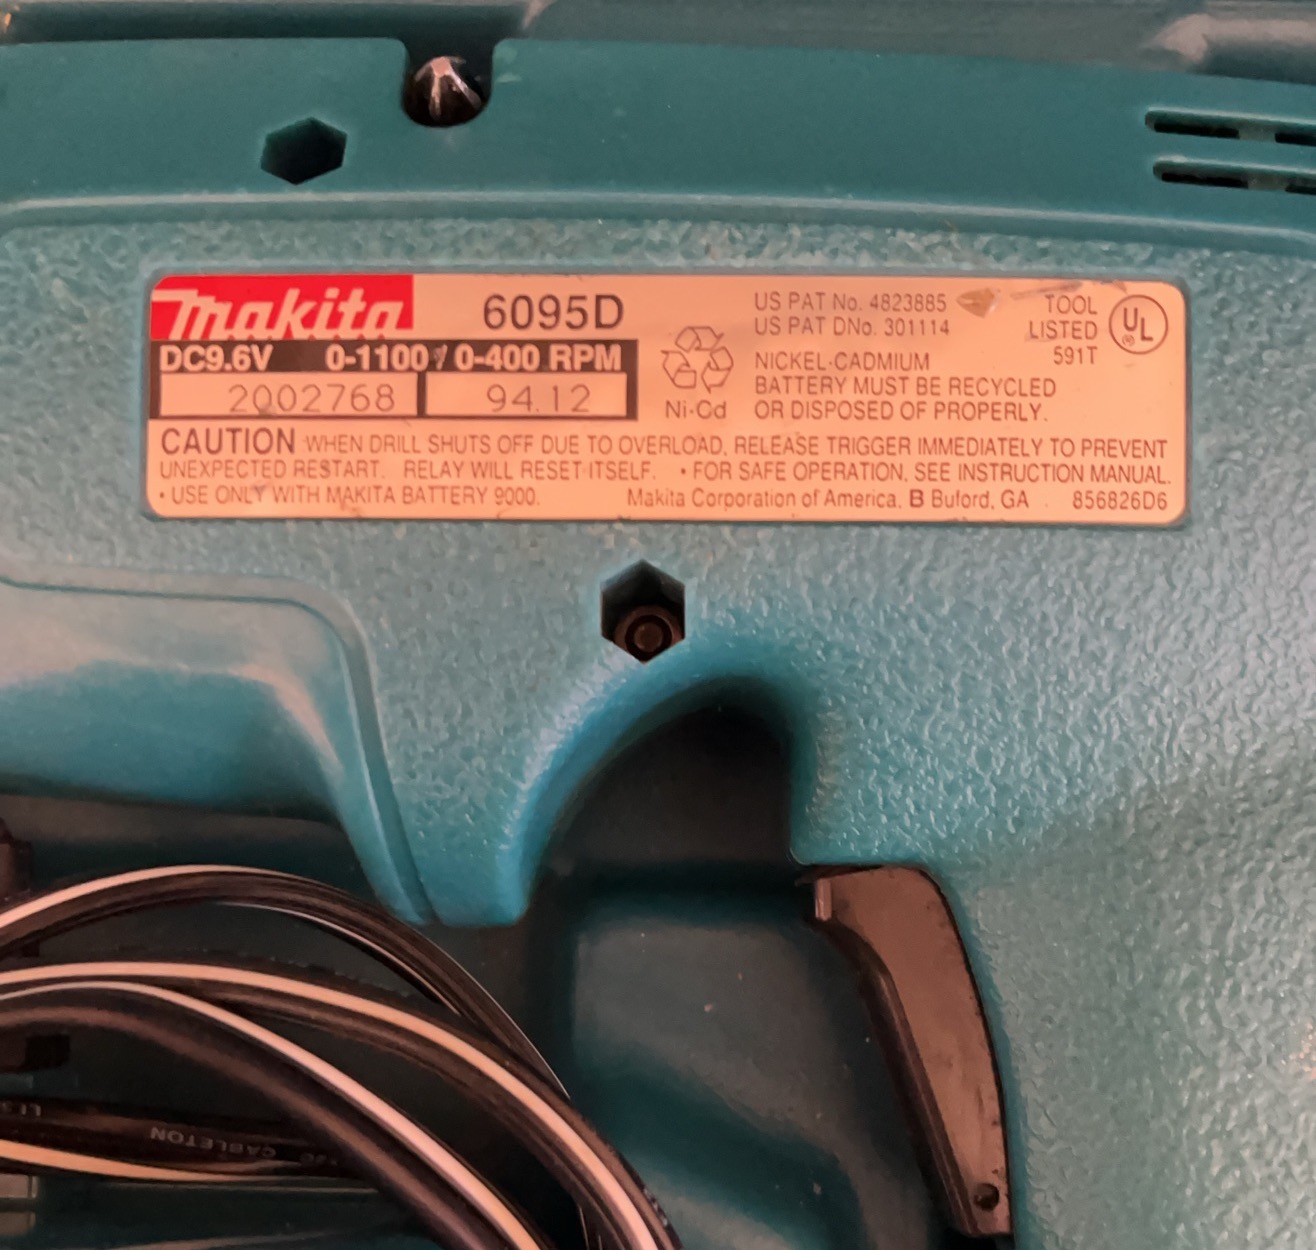 makita 6095D
DC9.6V 0-1100 / 0-400 RPM
2002768 94.12
US PAT No. 4823885
US PAT DNo. 301114
TOOL
LISTED
591T
UL
®
Ni-Cd
NICKEL-CADMIUM
BATTERY MUST BE RECYCLED
OR DISPOSED OF PROPERLY.
CAUTION WHEN DRILL SHUTS OFF DUE TO OVERLOAD, RELEASE TRIGGER IMMEDIATELY TO PREVENT
UNEXPECTED RESTART. RELAY WILL RESET ITSELF. • FOR SAFE OPERATION, SEE INSTRUCTION MANUAL.
• USE ONLY WITH MAKITA BATTERY 9000. Makita Corporation of America, B Buford, GA 856826D6
CABLETON